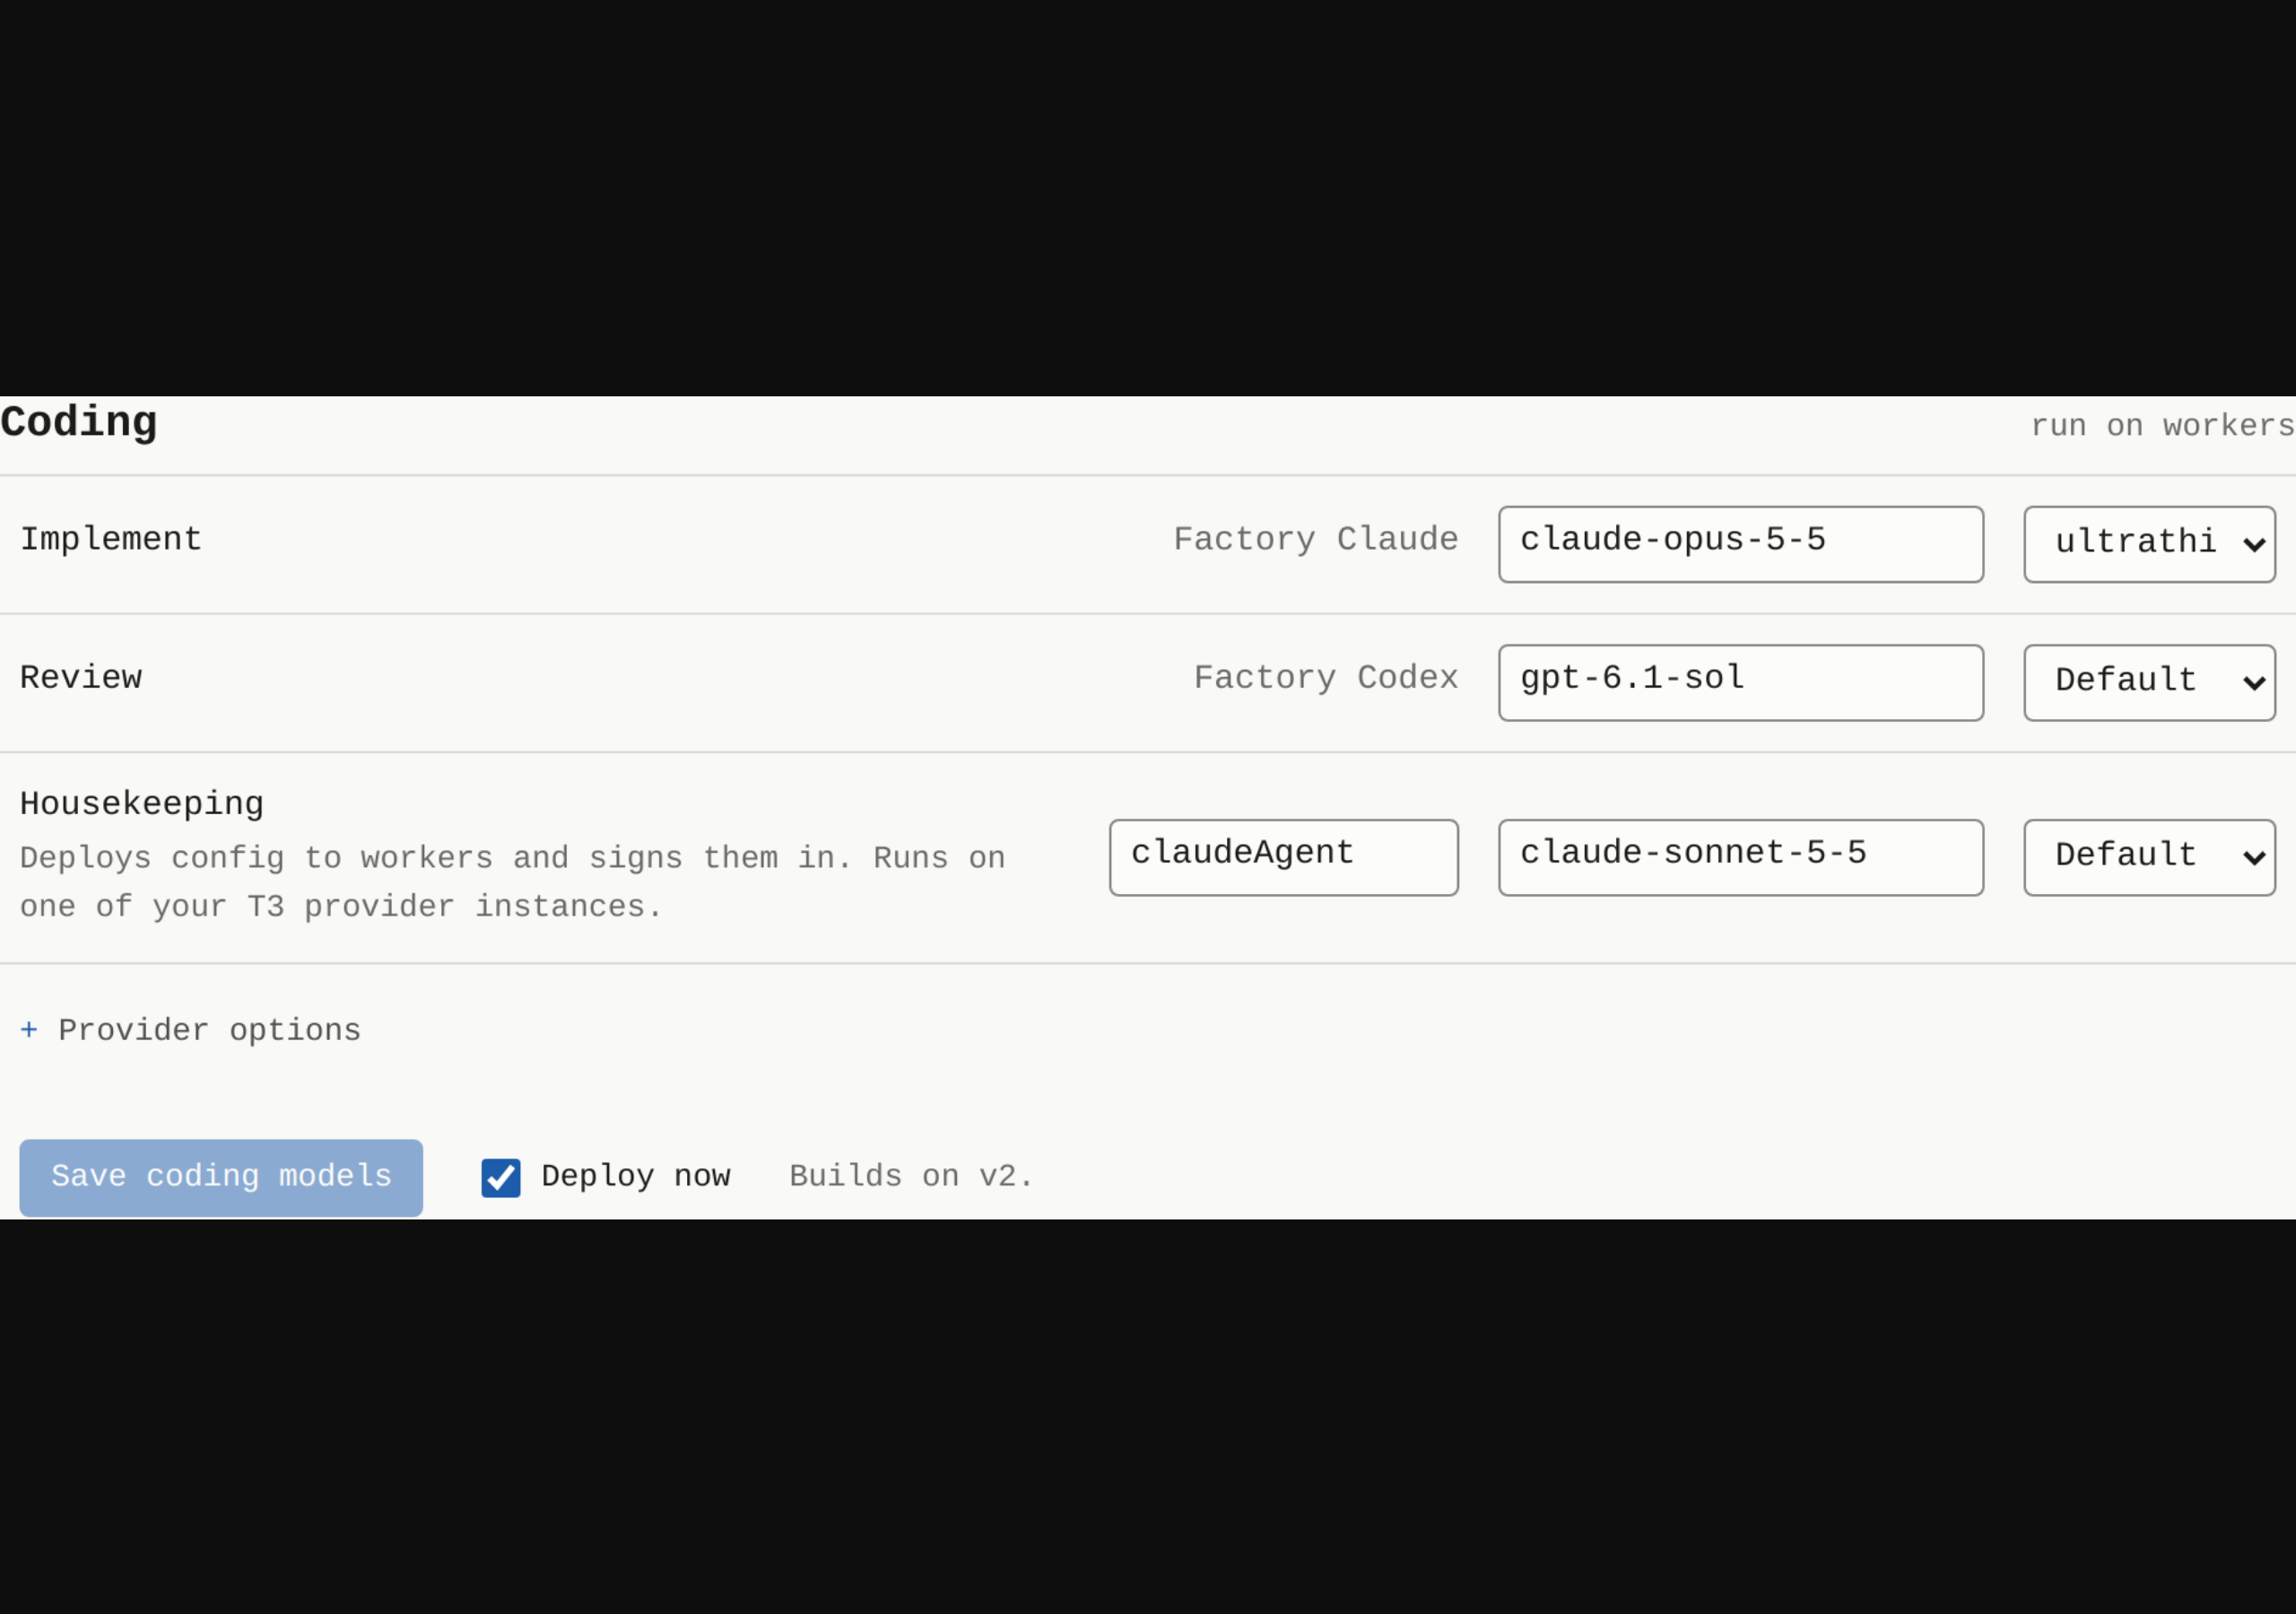 Coding
run on workers
Implement
Factory Claude
claude-opus-5-5
ultrathi
Review
Factory Codex
gpt-6.1-sol
Default
Housekeeping
Deploys config to workers and signs them in. Runs on
one of your T3 provider instances.
claudeAgent
claude-sonnet-5-5
Default
+ Provider options
Save coding models
Deploy now
Builds on v2.